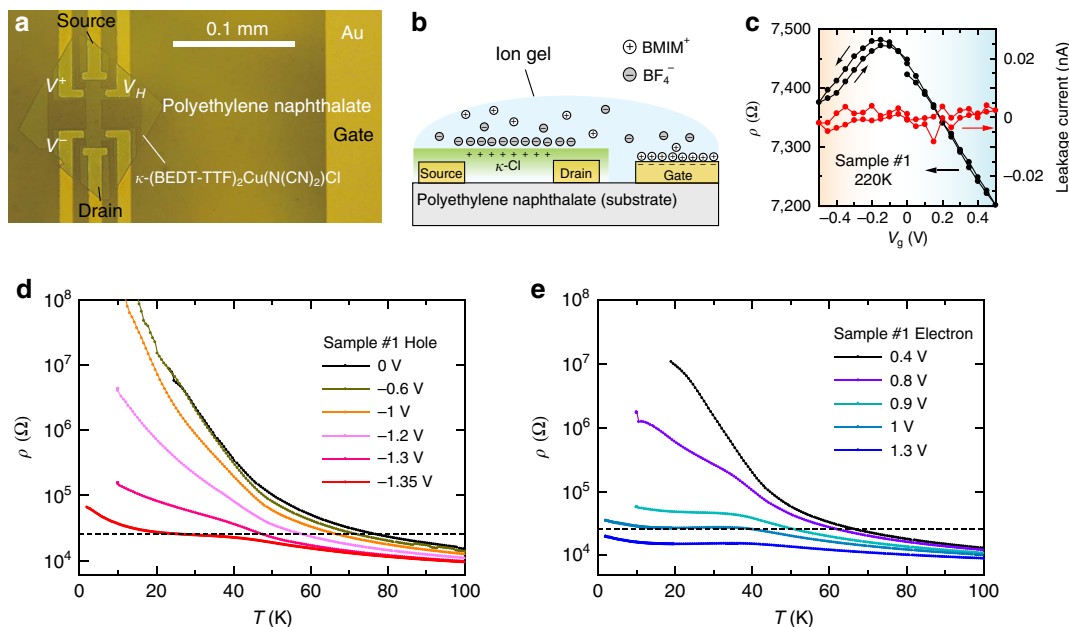 a
Source
0.1 mm
Au
V⁺
V_H
Polyethylene naphthalate
Gate
V⁻
κ-(BEDT-TTF)₂Cu(N(CN)₂)Cl
Drain
b
Ion gel
BMIM⁺
BF₄⁻
+ + + + + + + +
κ-Cl
Source
Drain
Gate
Polyethylene naphthalate (substrate)
c
7,500
7,400
7,300
7,200
ρ (Ω)
0.02
0
−0.02
Leakage current (nA)
Sample #1
220K
−0.4 −0.2 0 0.2 0.4
V_g (V)
d
10⁸
10⁷
10⁶
10⁵
10⁴
ρ (Ω)
Sample #1 Hole
0 V
−0.6 V
−1 V
−1.2 V
−1.3 V
−1.35 V
0 20 40 60 80 100
T (K)
e
10⁸
10⁷
10⁶
10⁵
10⁴
ρ (Ω)
Sample #1 Electron
0.4 V
0.8 V
0.9 V
1 V
1.3 V
0 20 40 60 80 100
T (K)